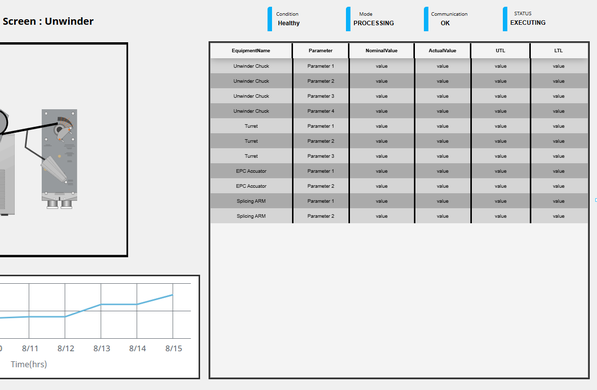 Screen : Unwinder
Condition
Healthy
Mode
PROCESSING
Communication
OK
STATUS
EXECUTING
EquipmentName Parameter NominalValue ActualValue UTL LTL
Unwinder Chuck Parameter 1 value value value value
Unwinder Chuck Parameter 2 value value value value
Unwinder Chuck Parameter 3 value value value value
Unwinder Chuck Parameter 4 value value value value
Turret Parameter 1 value value value value
Turret Parameter 2 value value value value
Turret Parameter 3 value value value value
EPC Accuator Parameter 1 value value value value
EPC Accuator Parameter 2 value value value value
Splicing ARM Parameter 1 value value value value
Splicing ARM Parameter 2 value value value value
0 8/11 8/12 8/13 8/14 8/15
Time(hrs)